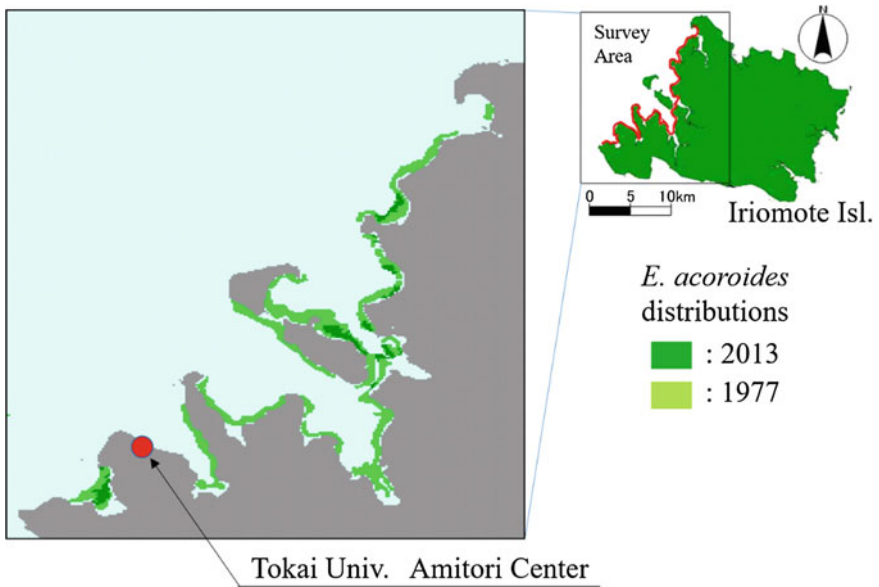 Survey
Area
N
0 5 10km
Iriomote Isl.
E. acoroides
distributions
: 2013
: 1977
Tokai Univ. Amitori Center